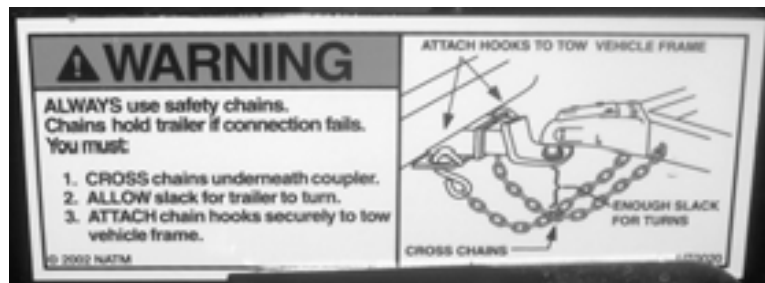 WARNING
ALWAYS use safety chains.
Chains hold trailer if connection fails.
You must:
1. CROSS chains underneath coupler.
2. ALLOW slack for trailer to turn.
3. ATTACH chain hooks securely to tow
vehicle frame.
© 2002 NATM
ATTACH HOOKS TO TOW VEHICLE FRAME
ENOUGH SLACK
FOR TURNS
CROSS CHAINS